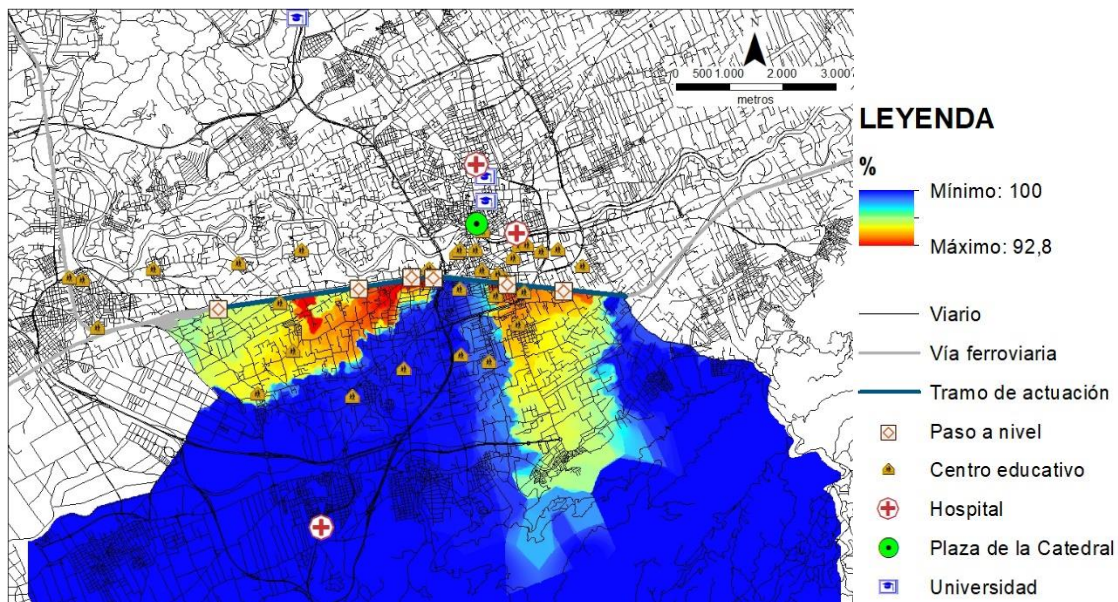 N
0 500 1.000 2.000 3.000
metros
LEYENDA
%
Mínimo: 100
Máximo: 92,8
Viario
Vía ferroviaria
Tramo de actuación
Paso a nivel
Centro educativo
Hospital
Plaza de la Catedral
Universidad